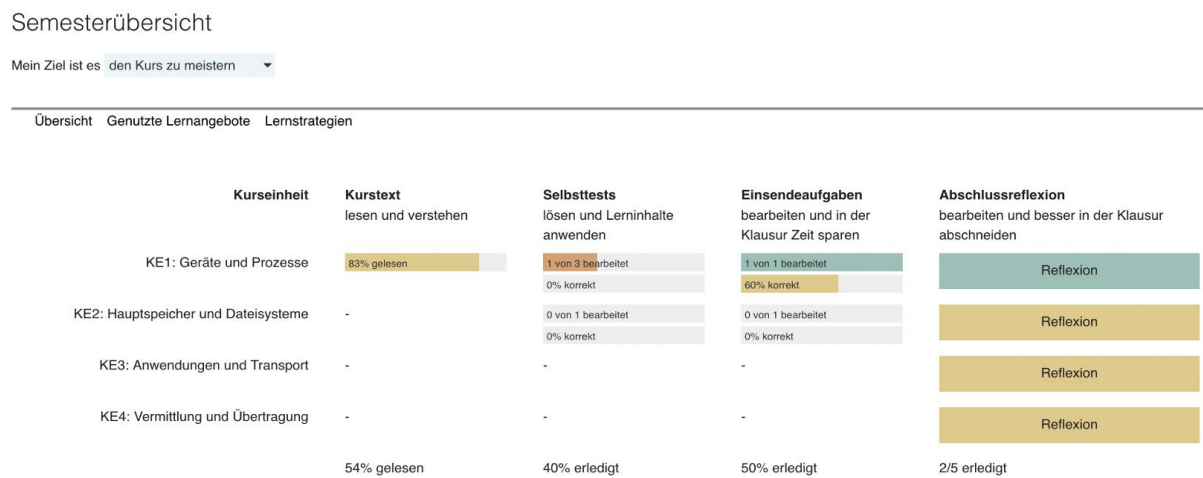 Semesterübersicht
Mein Ziel ist es den Kurs zu meistern
Übersicht Genutzte Lernangebote Lernstrategien
Kurseinheit Kurstext Selbsttests Einsendeaufgaben Abschlussreflexion
lesen und verstehen lösen und Lerninhalte bearbeiten und in der bearbeiten und besser in der Klausur
anwenden Klausur Zeit sparen abschneiden
KE1: Geräte und Prozesse 83% gelesen 1 von 3 bearbeitet 1 von 1 bearbeitet Reflexion
0% korrekt 60% korrekt
KE2: Hauptspeicher und Dateisysteme - 0 von 1 bearbeitet 0 von 1 bearbeitet Reflexion
0% korrekt 0% korrekt
KE3: Anwendungen und Transport - - - Reflexion
KE4: Vermittlung und Übertragung - - - Reflexion
54% gelesen 40% erledigt 50% erledigt 2/5 erledigt